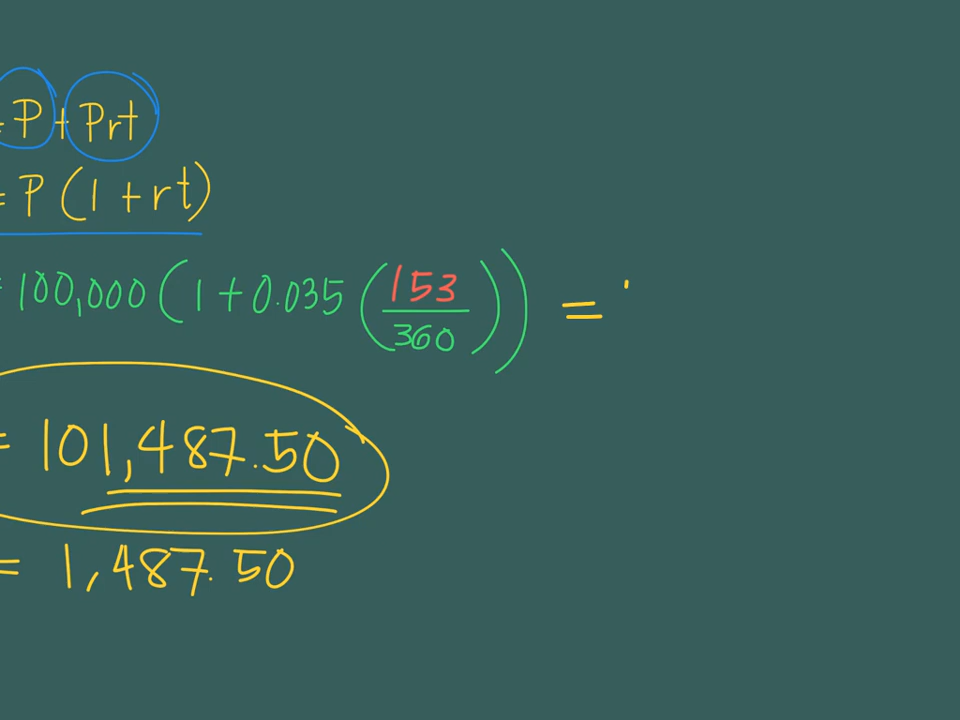 = P + Prt
= P (1 + rt)
= 100,000 (1 + 0.035 (153/360)) =
= 101,487.50
= 1,487.50